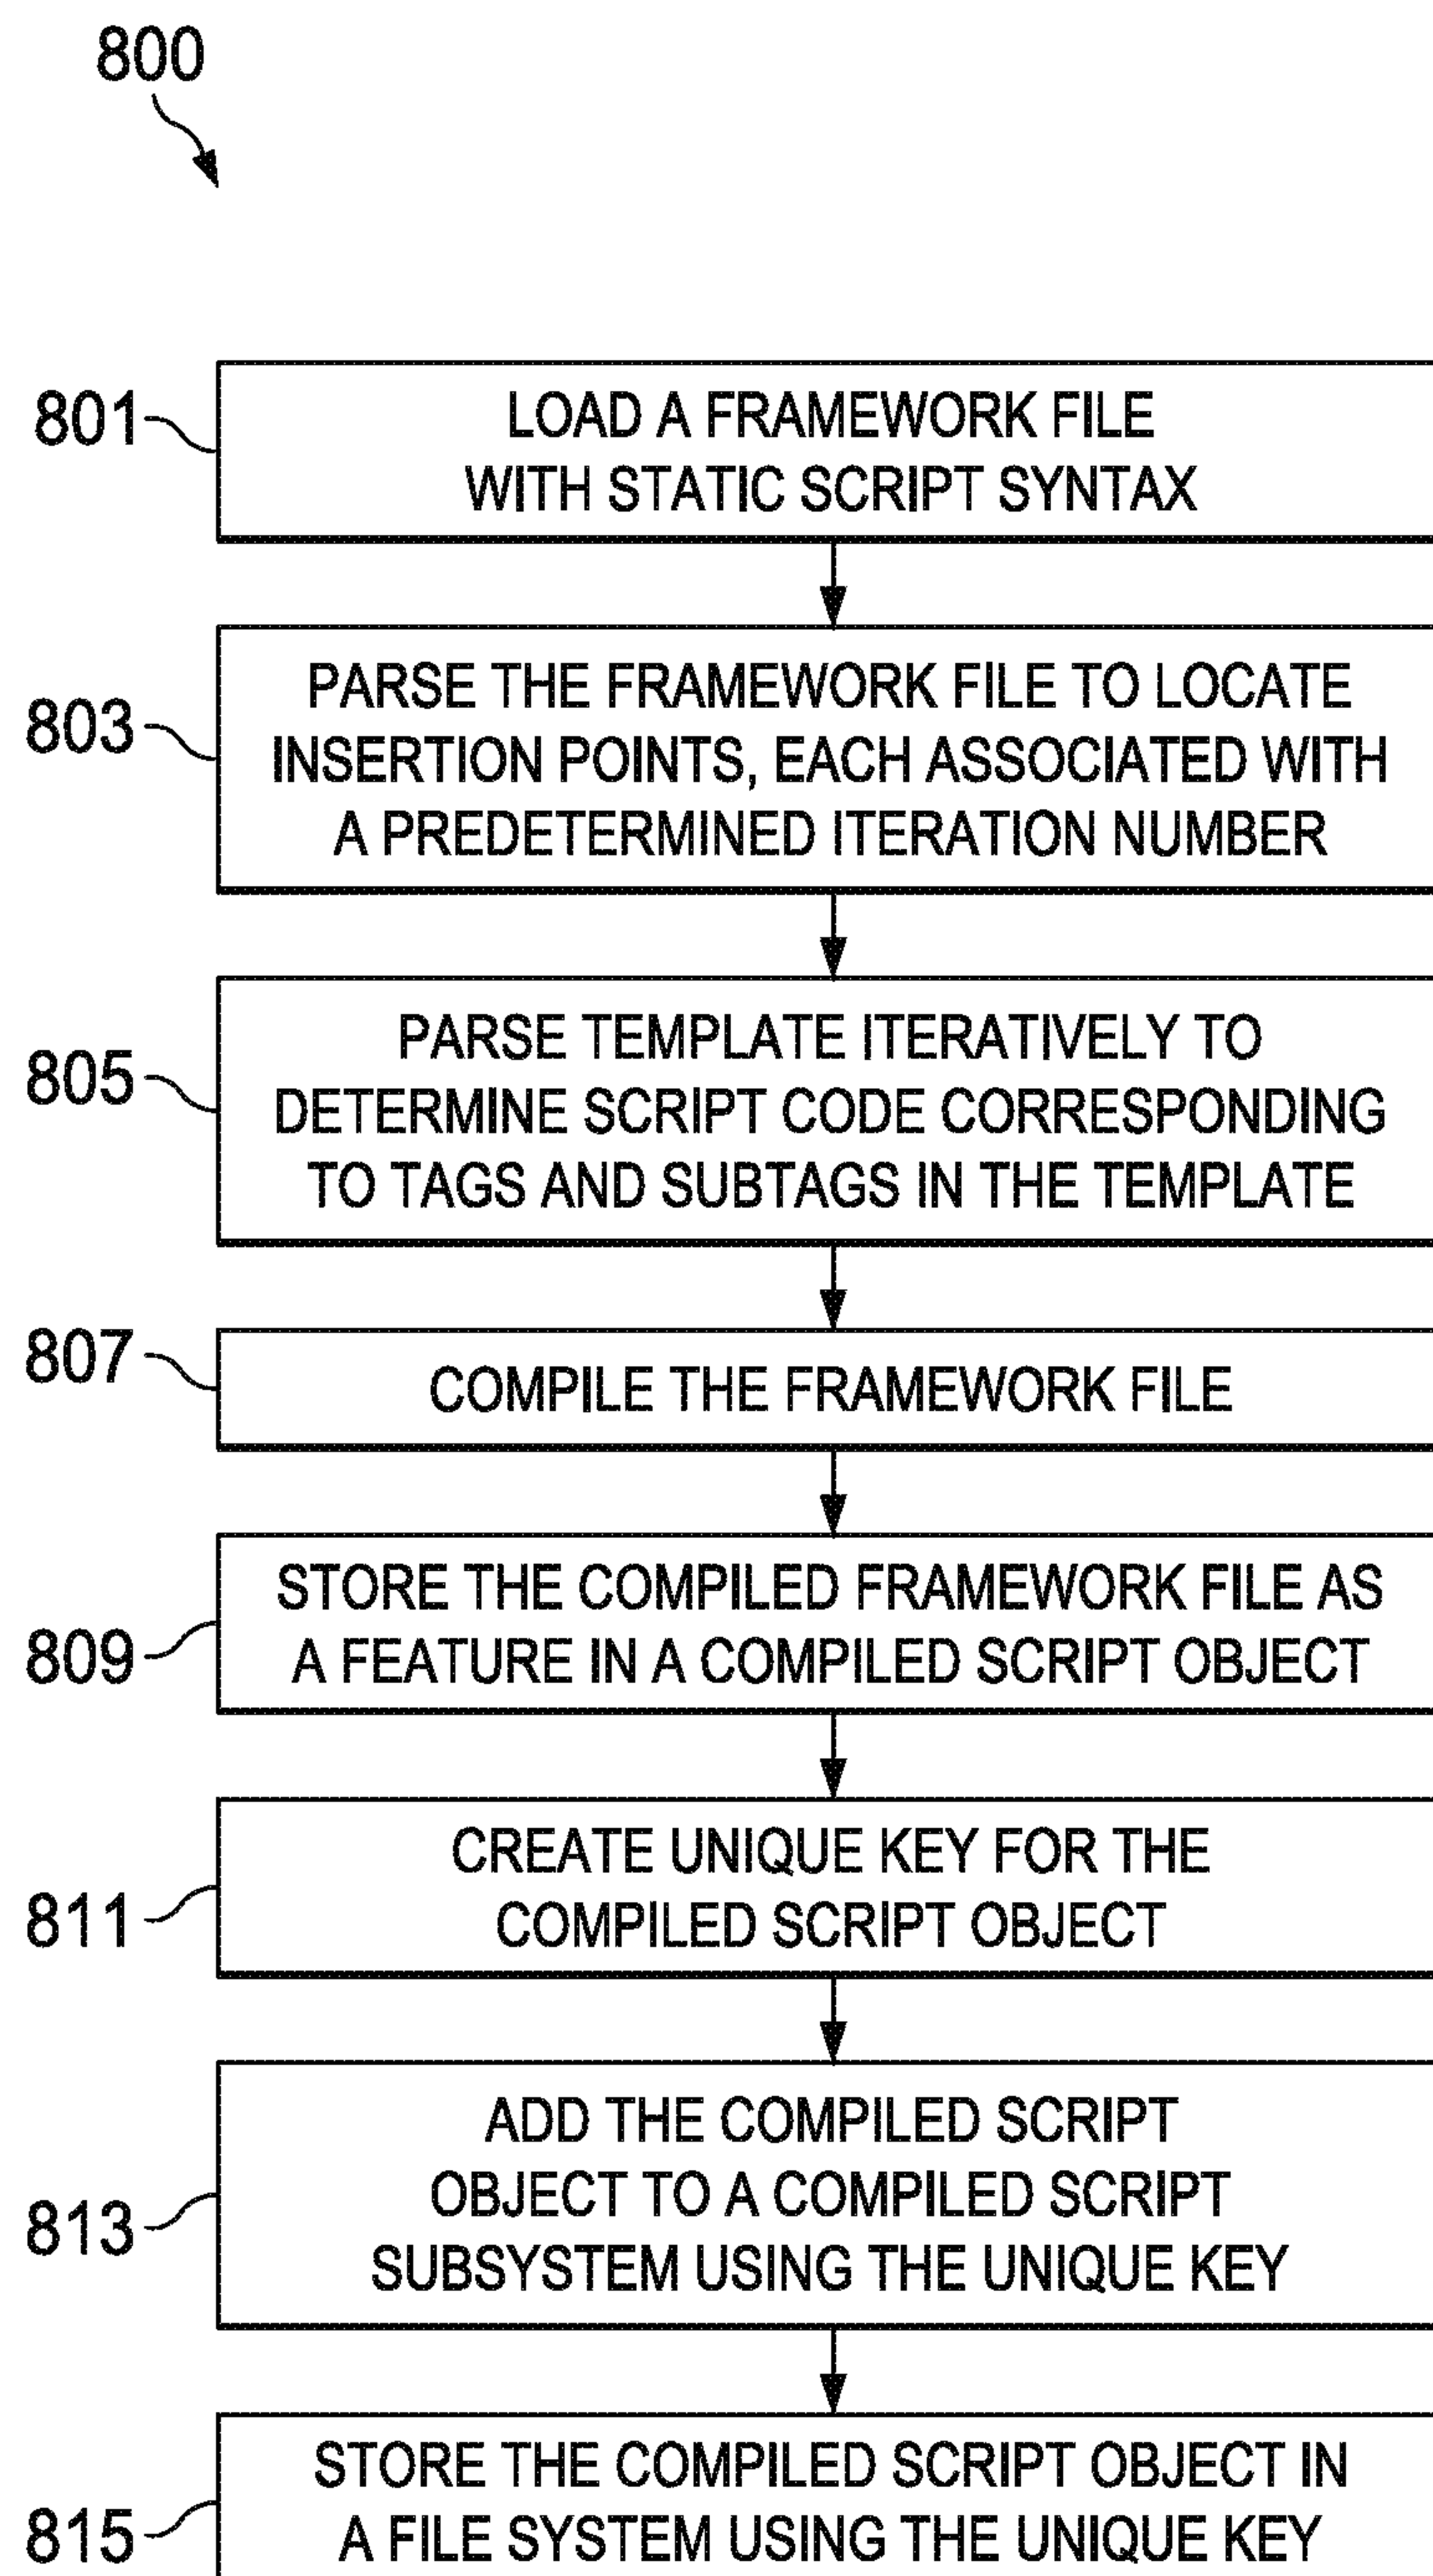 800
801
LOAD A FRAMEWORK FILE
WITH STATIC SCRIPT SYNTAX
803
PARSE THE FRAMEWORK FILE TO LOCATE
INSERTION POINTS, EACH ASSOCIATED WITH
A PREDETERMINED ITERATION NUMBER
805
PARSE TEMPLATE ITERATIVELY TO
DETERMINE SCRIPT CODE CORRESPONDING
TO TAGS AND SUBTAGS IN THE TEMPLATE
807
COMPILE THE FRAMEWORK FILE
809
STORE THE COMPILED FRAMEWORK FILE AS
A FEATURE IN A COMPILED SCRIPT OBJECT
811
CREATE UNIQUE KEY FOR THE
COMPILED SCRIPT OBJECT
813
ADD THE COMPILED SCRIPT
OBJECT TO A COMPILED SCRIPT
SUBSYSTEM USING THE UNIQUE KEY
815
STORE THE COMPILED SCRIPT OBJECT IN
A FILE SYSTEM USING THE UNIQUE KEY